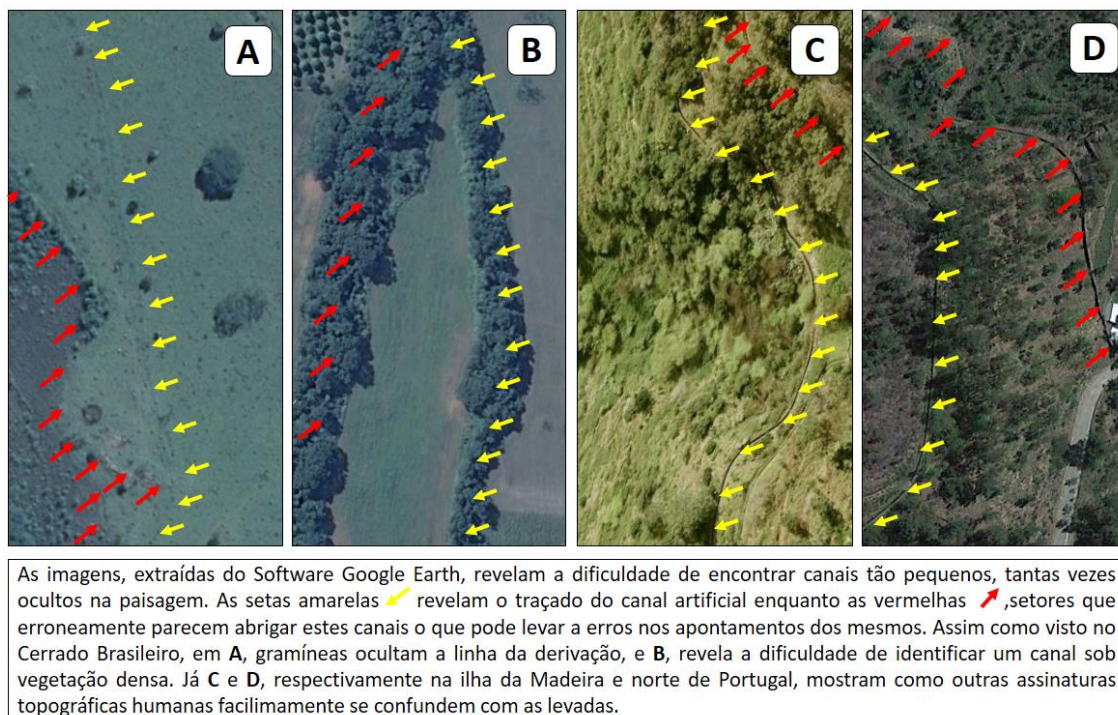 A
B
C
D
As imagens, extraídas do Software Google Earth, revelam a dificuldade de encontrar canais tão pequenos, tantas vezes
ocultos na paisagem. As setas amarelas revelam o traçado do canal artificial enquanto as vermelhas ,setores que
erroneamente parecem abrigar estes canais o que pode levar a erros nos apontamentos dos mesmos. Assim como visto no
Cerrado Brasileiro, em A, gramíneas ocultam a linha da derivação, e B, revela a dificuldade de identificar um canal sob
vegetação densa. Já C e D, respectivamente na ilha da Madeira e norte de Portugal, mostram como outras assinaturas
topográficas humanas facilimamente se confundem com as levadas.